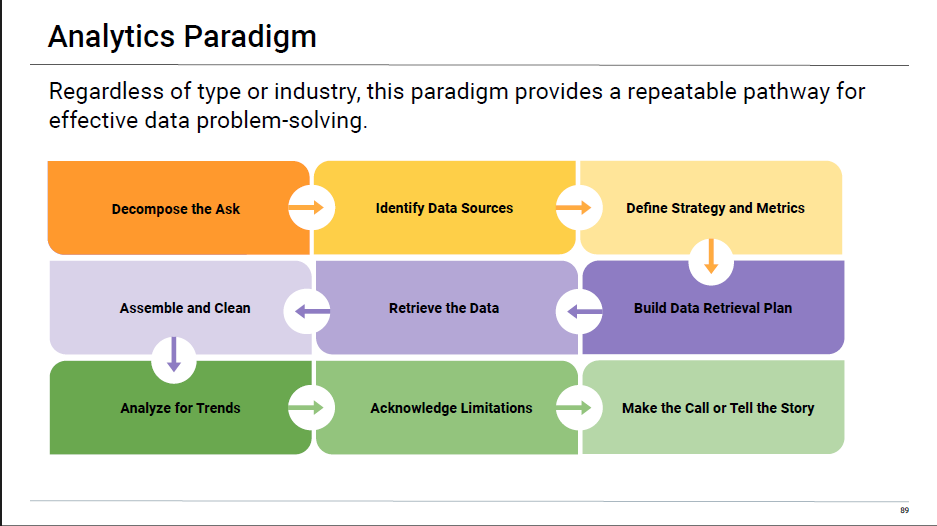 Analytics Paradigm
Regardless of type or industry, this paradigm provides a repeatable pathway for
effective data problem-solving.
Decompose the Ask
Identify Data Sources
Define Strategy and Metrics
Build Data Retrieval Plan
Retrieve the Data
Assemble and Clean
Analyze for Trends
Acknowledge Limitations
Make the Call or Tell the Story
89